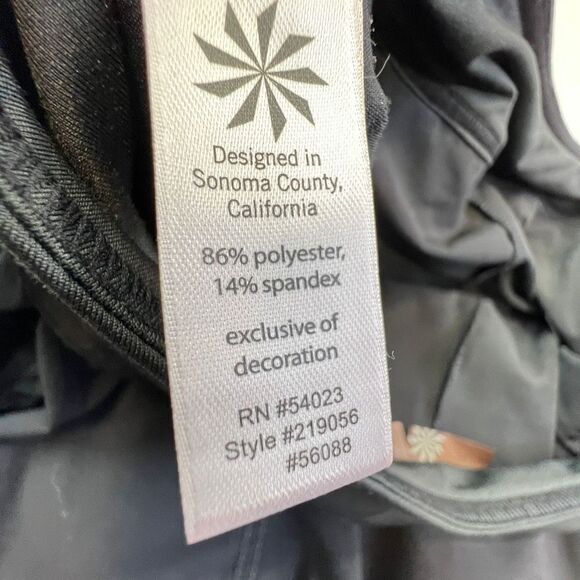 Designed in
Sonoma County,
California
86% polyester,
14% spandex
exclusive of
decoration
RN #54023
Style #219056
#56088